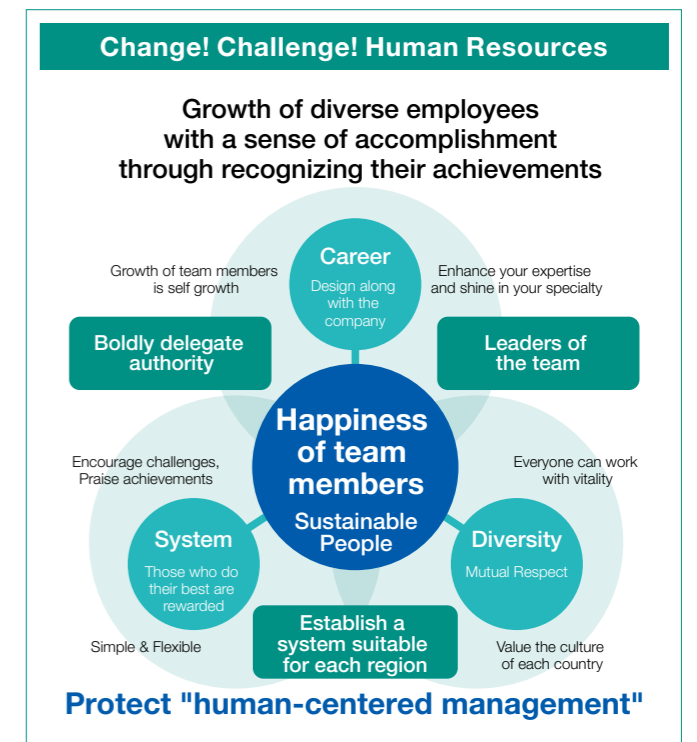 Change! Challenge! Human Resources
Growth of diverse employees
with a sense of accomplishment
through recognizing their achievements
Career
Design along
with the
company
Growth of team members
is self growth
Enhance your expertise
and shine in your specialty
Boldly delegate
authority
Leaders of
the team
Happiness
of team
members
Sustainable
People
Encourage challenges,
Praise achievements
Everyone can work
with vitality
System
Those who do
their best are
rewarded
Diversity
Mutual Respect
Simple & Flexible
Establish a
system suitable
for each region
Value the culture
of each country
Protect "human-centered management"